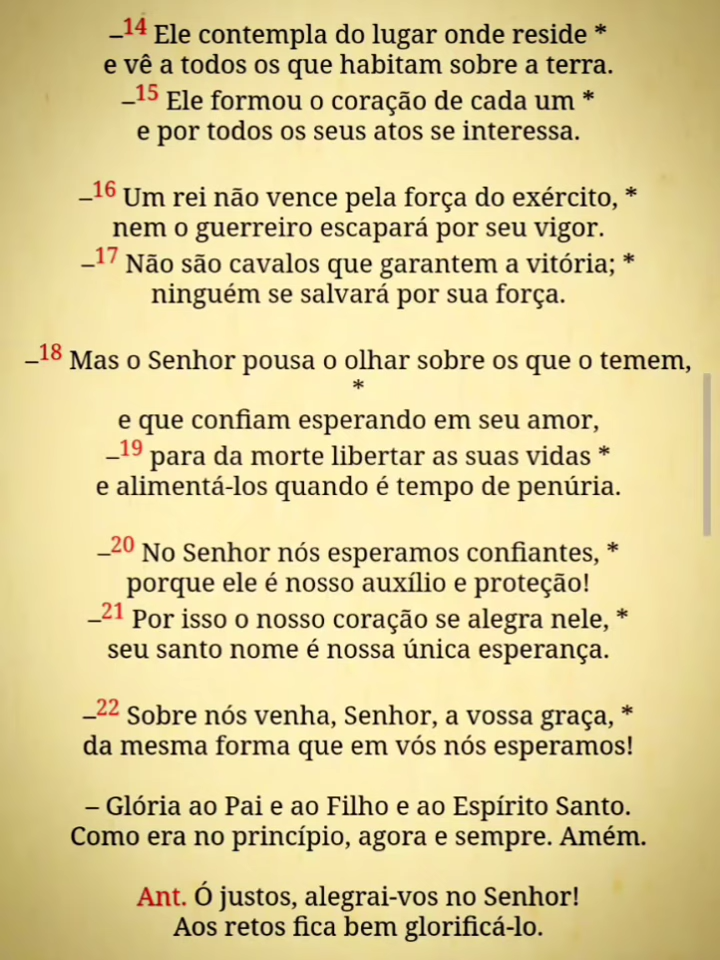 –14 Ele contempla do lugar onde reside *
e vê a todos os que habitam sobre a terra.
–15 Ele formou o coração de cada um *
e por todos os seus atos se interessa.
–16 Um rei não vence pela força do exército, *
nem o guerreiro escapará por seu vigor.
–17 Não são cavalos que garantem a vitória; *
ninguém se salvará por sua força.
–18 Mas o Senhor pousa o olhar sobre os que o temem,
*
e que confiam esperando em seu amor,
–19 para da morte libertar as suas vidas *
e alimentá-los quando é tempo de penúria.
–20 No Senhor nós esperamos confiantes, *
porque ele é nosso auxílio e proteção!
–21 Por isso o nosso coração se alegra nele, *
seu santo nome é nossa única esperança.
–22 Sobre nós venha, Senhor, a vossa graça, *
da mesma forma que em vós nós esperamos!
– Glória ao Pai e ao Filho e ao Espírito Santo.
Como era no princípio, agora e sempre. Amém.
Ant. Ó justos, alegrai-vos no Senhor!
Aos retos fica bem glorificá-lo.